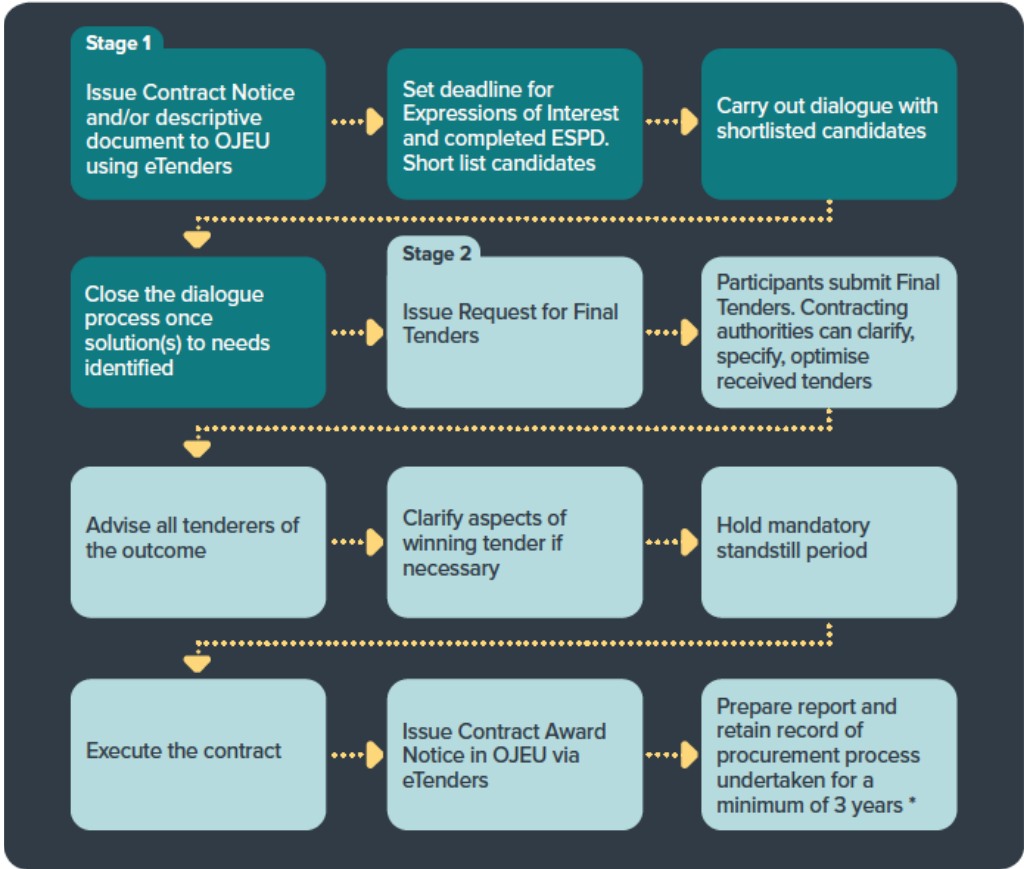 Stage 1
Issue Contract Notice
and/or descriptive
document to OJEU
using eTenders
Set deadline for
Expressions of Interest
and completed ESPD.
Short list candidates
Carry out dialogue with
shortlisted candidates
Close the dialogue
process once
solution(s) to needs
identified
Stage 2
Issue Request for Final
Tenders
Participants submit Final
Tenders. Contracting
authorities can clarify,
specify, optimise
received tenders
Advise all tenderers of
the outcome
Clarify aspects of
winning tender if
necessary
Hold mandatory
standstill period
Execute the contract
Issue Contract Award
Notice in OJEU via
eTenders
Prepare report and
retain record of
procurement process
undertaken for a
minimum of 3 years *